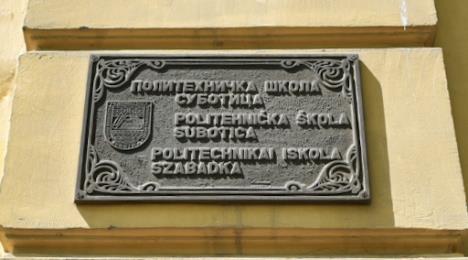 ПОЛИТЕХНИЧКА ШКОЛА
СУБОТИЦА
POLITEHNIČKA ŠKOLA
SUBOTICA
POLITECHNIKAI ISKOLA
SZABADKA